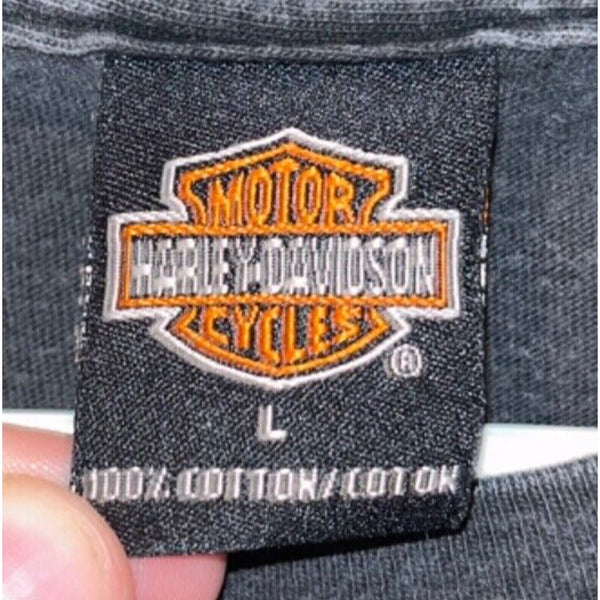 MOTOR
HARLEY-DAVIDSON
CYCLES
®
L
100% COTTON/COTON